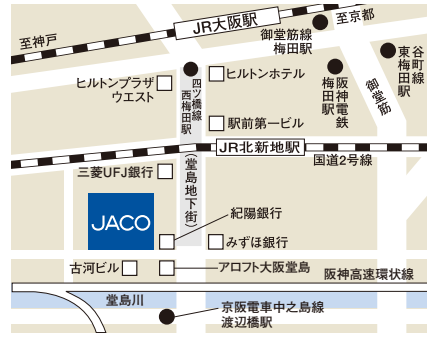 JR大阪駅
至神戸
御堂筋線
梅田駅
至京都
谷町線
東梅田駅
ヒルトンプラザ
ウエスト
四ツ橋線
西梅田駅
ヒルトンホテル
阪神電鉄
梅田駅
御堂筋
駅前第一ビル
JR北新地駅
国道2号線
三菱UFJ銀行
(堂島地下街)
JACO
紀陽銀行
みずほ銀行
古河ビル
アロフト大阪堂島
阪神高速環状線
堂島川
京阪電車中之島線
渡辺橋駅